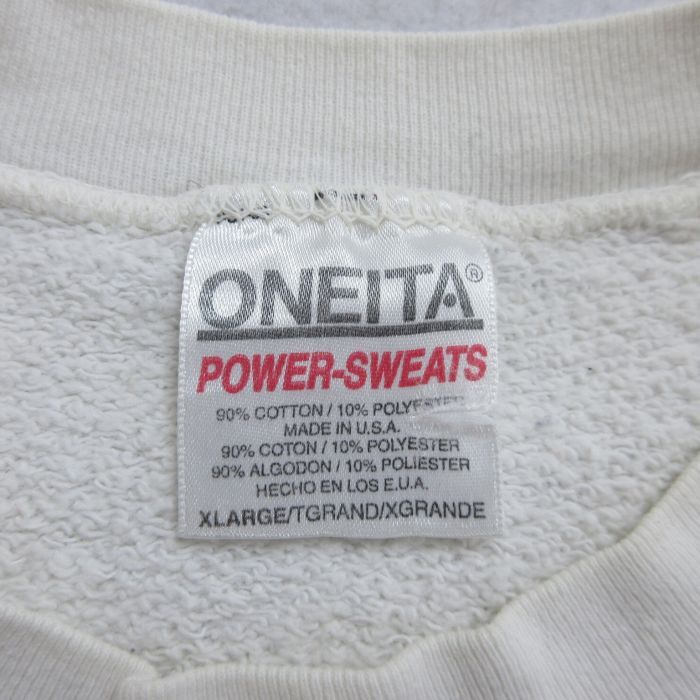 ONEITA®
POWER-SWEATS
90% COTTON / 10% POLYESTER
MADE IN U.S.A.
90% COTON / 10% POLYESTER
90% ALGODON / 10% POLIESTER
HECHO EN LOS E.U.A.
XLARGE/TGRAND/XGRANDE